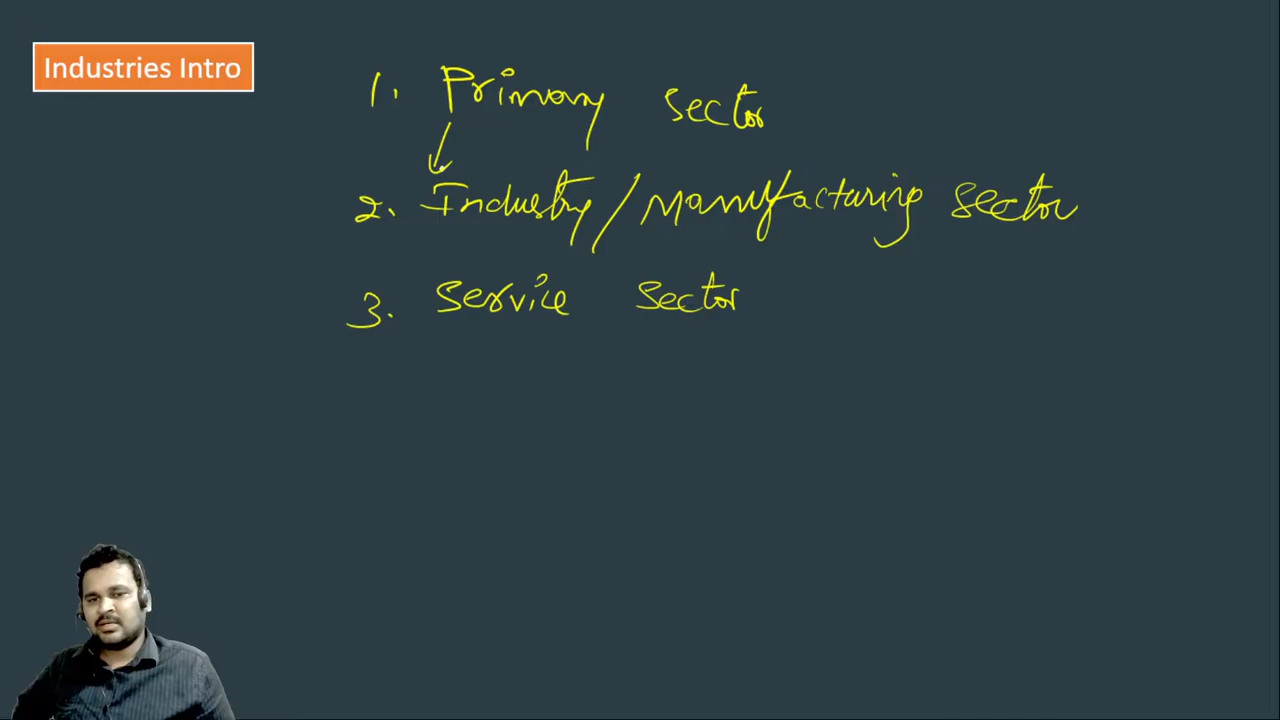 Industries Intro
1. Primary sector
2. Industry/Manufacturing sector
3. Service sector